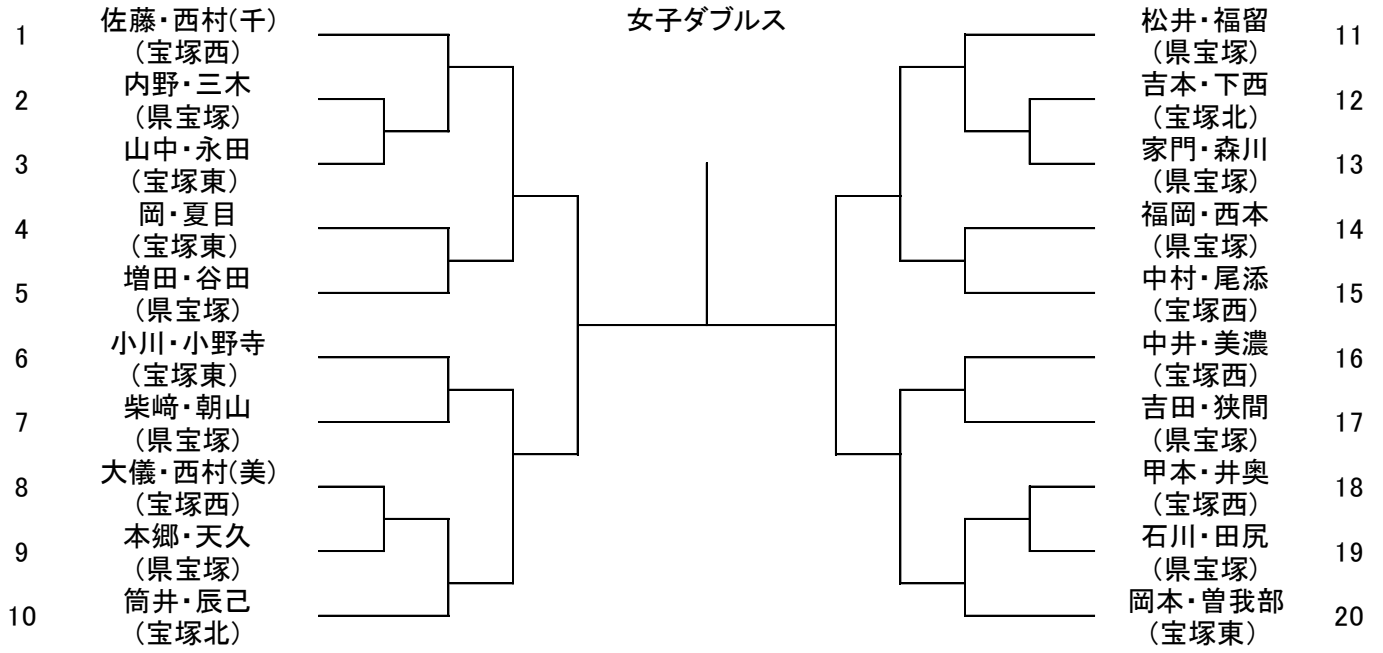 女子ダブルス
1 佐藤・西村(千)
(宝塚西)
2 内野・三木
(県宝塚)
3 山中・永田
(宝塚東)
4 岡・夏目
(宝塚東)
5 増田・谷田
(県宝塚)
6 小川・小野寺
(宝塚東)
7 柴﨑・朝山
(県宝塚)
8 大儀・西村(美)
(宝塚西)
9 本郷・天久
(県宝塚)
10 筒井・辰己
(宝塚北)
松井・福留 11
(県宝塚)
吉本・下西 12
(宝塚北)
家門・森川 13
(県宝塚)
福岡・西本 14
(県宝塚)
中村・尾添 15
(宝塚西)
中井・美濃 16
(宝塚西)
吉田・狭間 17
(県宝塚)
甲本・井奥 18
(宝塚西)
石川・田尻 19
(県宝塚)
岡本・曽我部 20
(宝塚東)